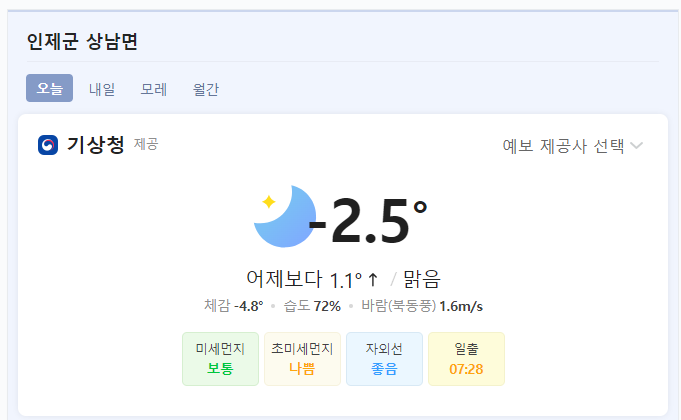 인제군 상남면
오늘 내일 모레 월간
기상청 제공 예보 제공사 선택
-2.5°
어제보다 1.1° ↑ / 맑음
체감 -4.8° • 습도 72% • 바람(북동풍) 1.6m/s
미세먼지 초미세먼지 자외선 일출
보통 나쁨 좋음 07:28